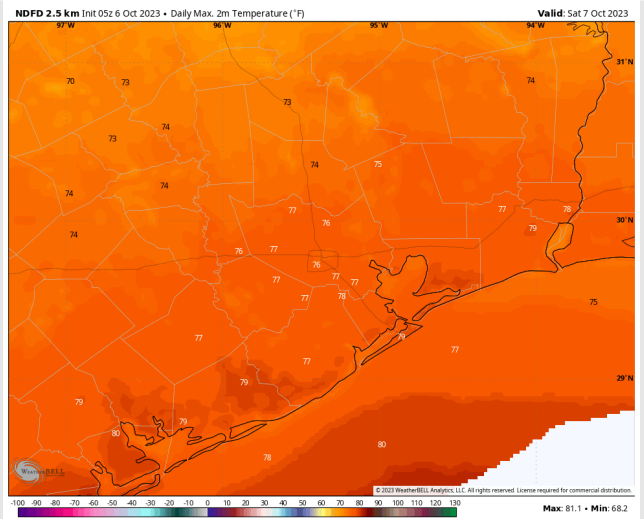 NDFD 2.5 km Init 05z 6 Oct 2023 • Daily Max. 2m Temperature (°F) Valid: Sat 7 Oct 2023
97°W 96°W 95°W 94°W
31°N
70 73 74
73
74 75
73
74
74
74
77 77 78
76 79
74
30°N
76 77
76
77 77 77
77 78
75
79
77
77
77
29°N
79
79
79
80
80
78
WeatherBELL
© 2023 WeatherBELL Analytics, LLC. All rights reserved. License required for commercial distribution.
-100 -90 -80 -70 -60 -50 -40 -30 -20 -10 0 10 20 30 40 50 60 70 80 90 100 110 120 130
Max: 81.1 • Min: 68.2